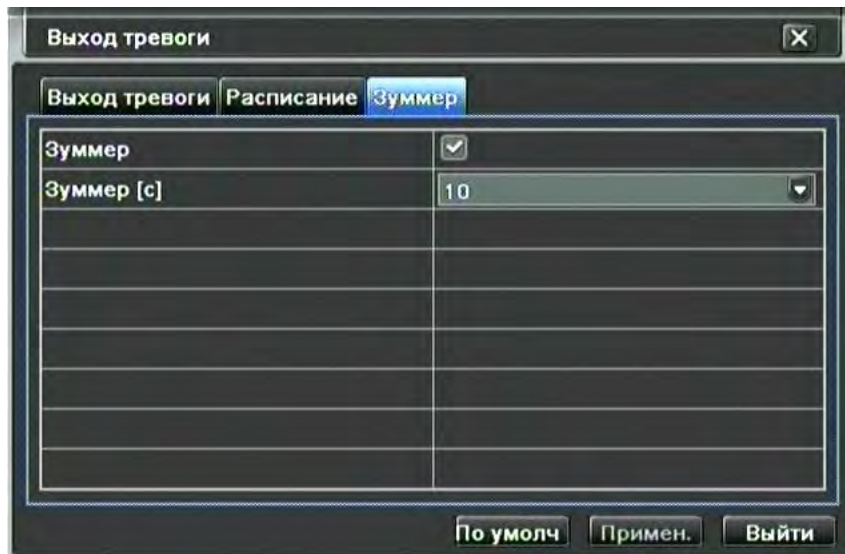 Выход тревоги
Выход тревоги Расписание Зуммер
Зуммер
Зуммер [с] 10
По умолч Примен. Выйти